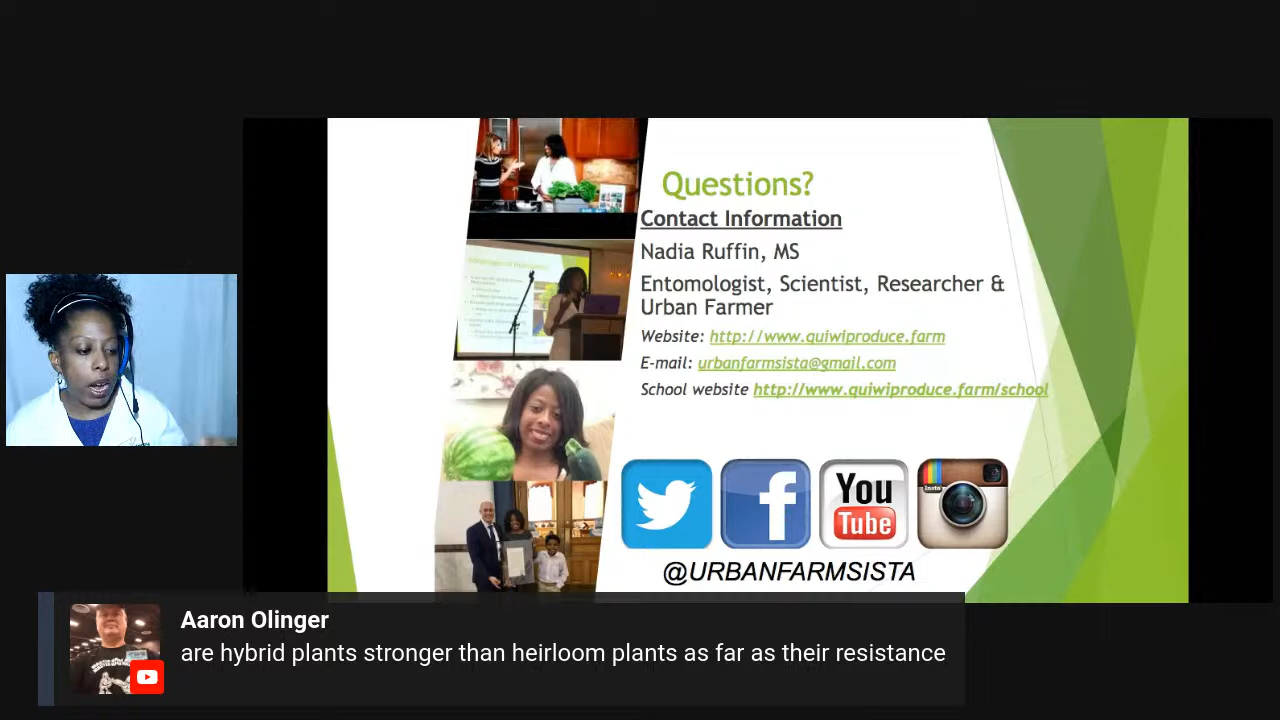 Questions?
Contact Information
Nadia Ruffin, MS
Entomologist, Scientist, Researcher &
Urban Farmer
Website: http://www.quiwiproduce.farm
E-mail: urbanfarmsista@gmail.com
School website http://www.quiwiproduce.farm/school
You
Tube
Insta
@URBANFARMSISTA
Aaron Olinger
are hybrid plants stronger than heirloom plants as far as their resistance